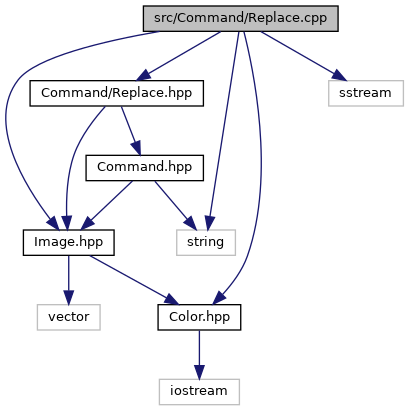 src/Command/Replace.cpp
Command/Replace.hpp
sstream
Command.hpp
Image.hpp
string
vector
Color.hpp
iostream